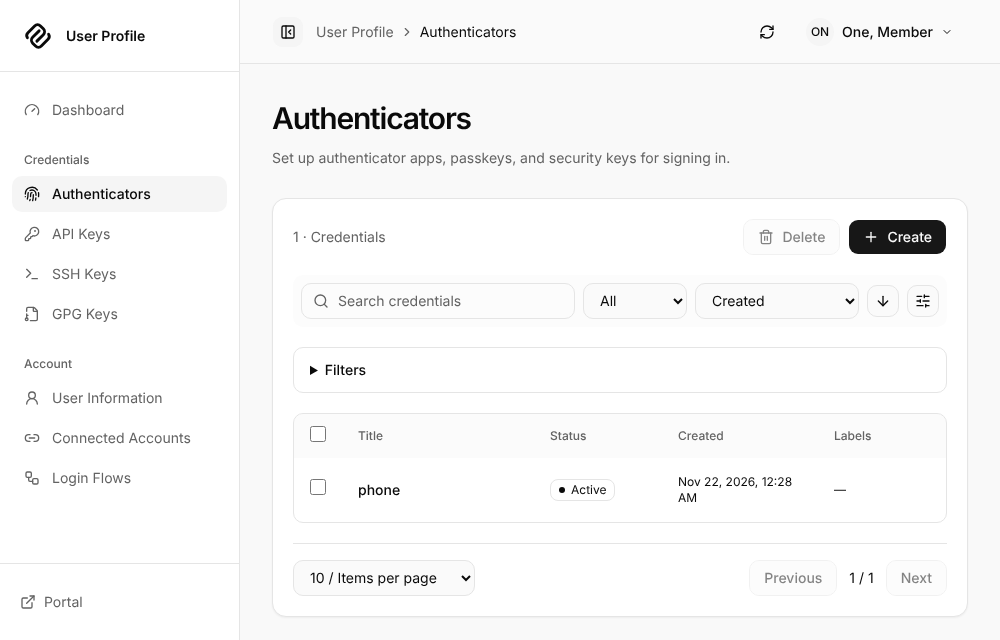 User Profile
User Profile > Authenticators
ON One, Member
Dashboard
Credentials
Authenticators
API Keys
SSH Keys
GPG Keys
Account
User Information
Connected Accounts
Login Flows
Portal
Authenticators
Set up authenticator apps, passkeys, and security keys for signing in.
1 · Credentials
Delete
Create
Search credentials
All
Created
Filters
Title Status Created Labels
phone Active Nov 22, 2026, 12:28
AM —
10 / Items per page
Previous 1 / 1 Next